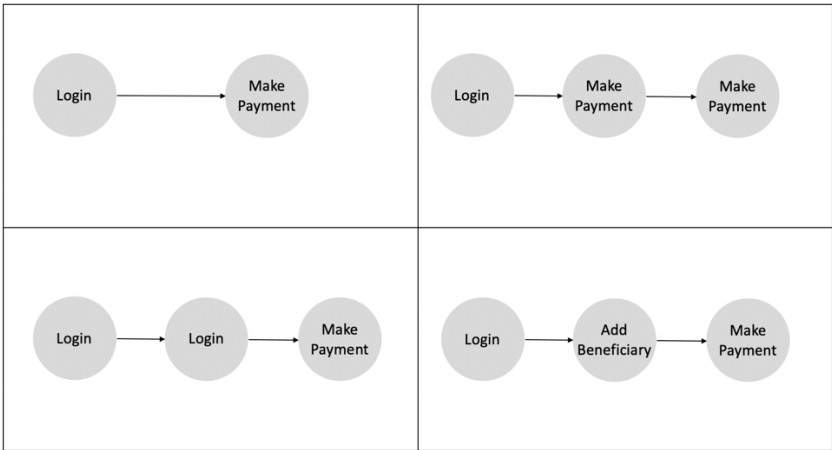 Login
Make
Payment
Login
Make
Payment
Make
Payment
Login
Login
Make
Payment
Login
Add
Beneficiary
Make
Payment